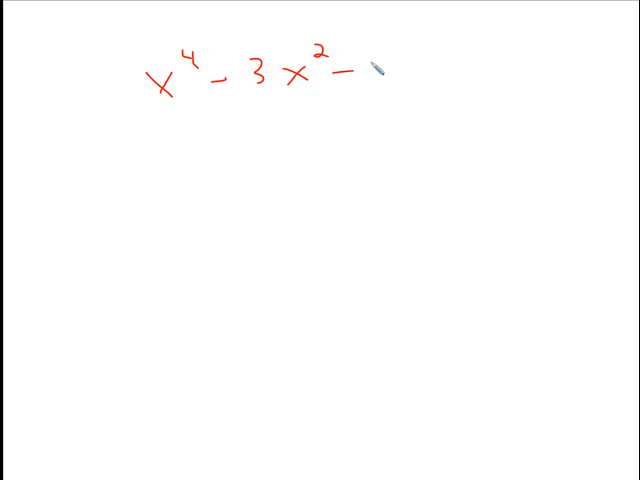 x⁴ - 3x² -